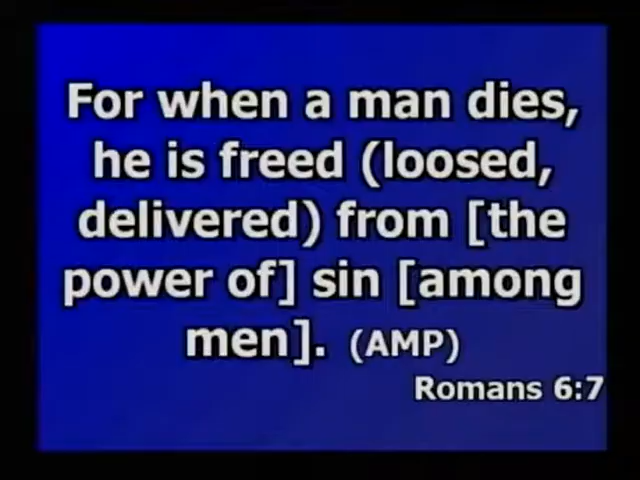 For when a man dies,
he is freed (loosed,
delivered) from [the
power of] sin [among
men]. (AMP)
Romans 6:7